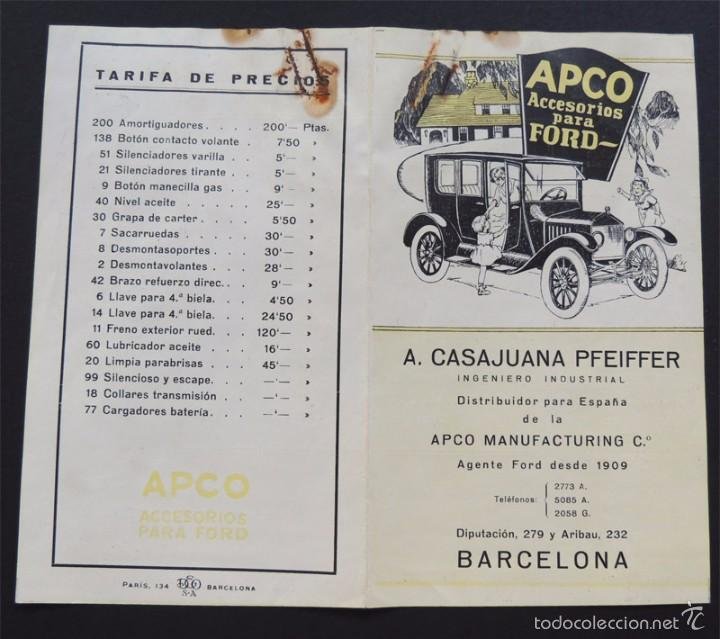 TARIFA DE PRECIOS
200 Amortiguadores . . . . 200'— Ptas.
138 Botón contacto volante . 7'50 »
51 Silenciadores varilla . . 5'— »
21 Silenciadores tirante . . 5'— »
9 Botón manecilla gas . . 9'— »
40 Nivel aceite . . . . . 25'— »
30 Grapa de carter . . . . 5'50 »
7 Sacarruedas . . . . . 30'— »
8 Desmontasoportes . . . 30'— »
2 Desmontavolantes . . . 28'— »
42 Brazo refuerzo direc. . . 9'— »
6 Llave para 4.ª biela. . . 4'50 »
14 Llave para 4.ª biela. . . 24'50 »
11 Freno exterior rued. . . 120'— »
60 Lubricador aceite . . . 16'— »
20 Limpia parabrisas . . . 45'— »
99 Silencioso y escape. . . —'— »
18 Collares transmisión . . —'— »
77 Cargadores batería. . . —'— »
APCO
ACCESORIOS
PARA FORD
PARÍS, 134 S·A BARCELONA
APCO
Accesorios
para
FORD
A. CASAJUANA PFEIFFER
INGENIERO INDUSTRIAL
Distribuidor para España
de la
APCO MANUFACTURING C.º
Agente Ford desde 1909
2773 A.
Teléfonos: 5085 A.
2058 G.
Diputación, 279 y Aribau, 232
BARCELONA
todocoleccion.net